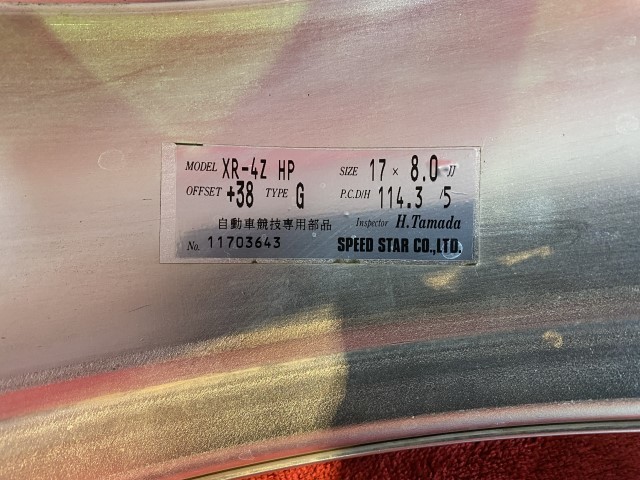 MODEL XR-4Z HP SIZE 17 × 8.0 JJ
OFFSET +38 TYPE G P.C.D/H 114.3 /5
自動車競技専用部品 Inspector H.Tamada
No. 11703643 SPEED STAR CO.,LTD.